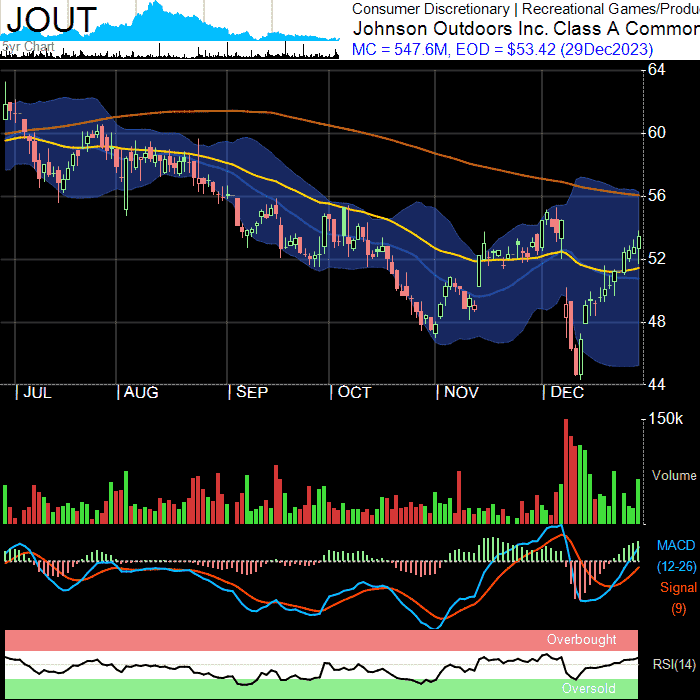 JOUT
5yr Chart
Consumer Discretionary | Recreational Games/Produ
Johnson Outdoors Inc. Class A Common
MC = 547.6M, EOD = $53.42 (29Dec2023)
64
60
56
52
48
44
JUL
AUG
SEP
OCT
NOV
DEC
150k
Volume
MACD
(12-26)
Signal
(9)
Overbought
RSI(14)
Oversold